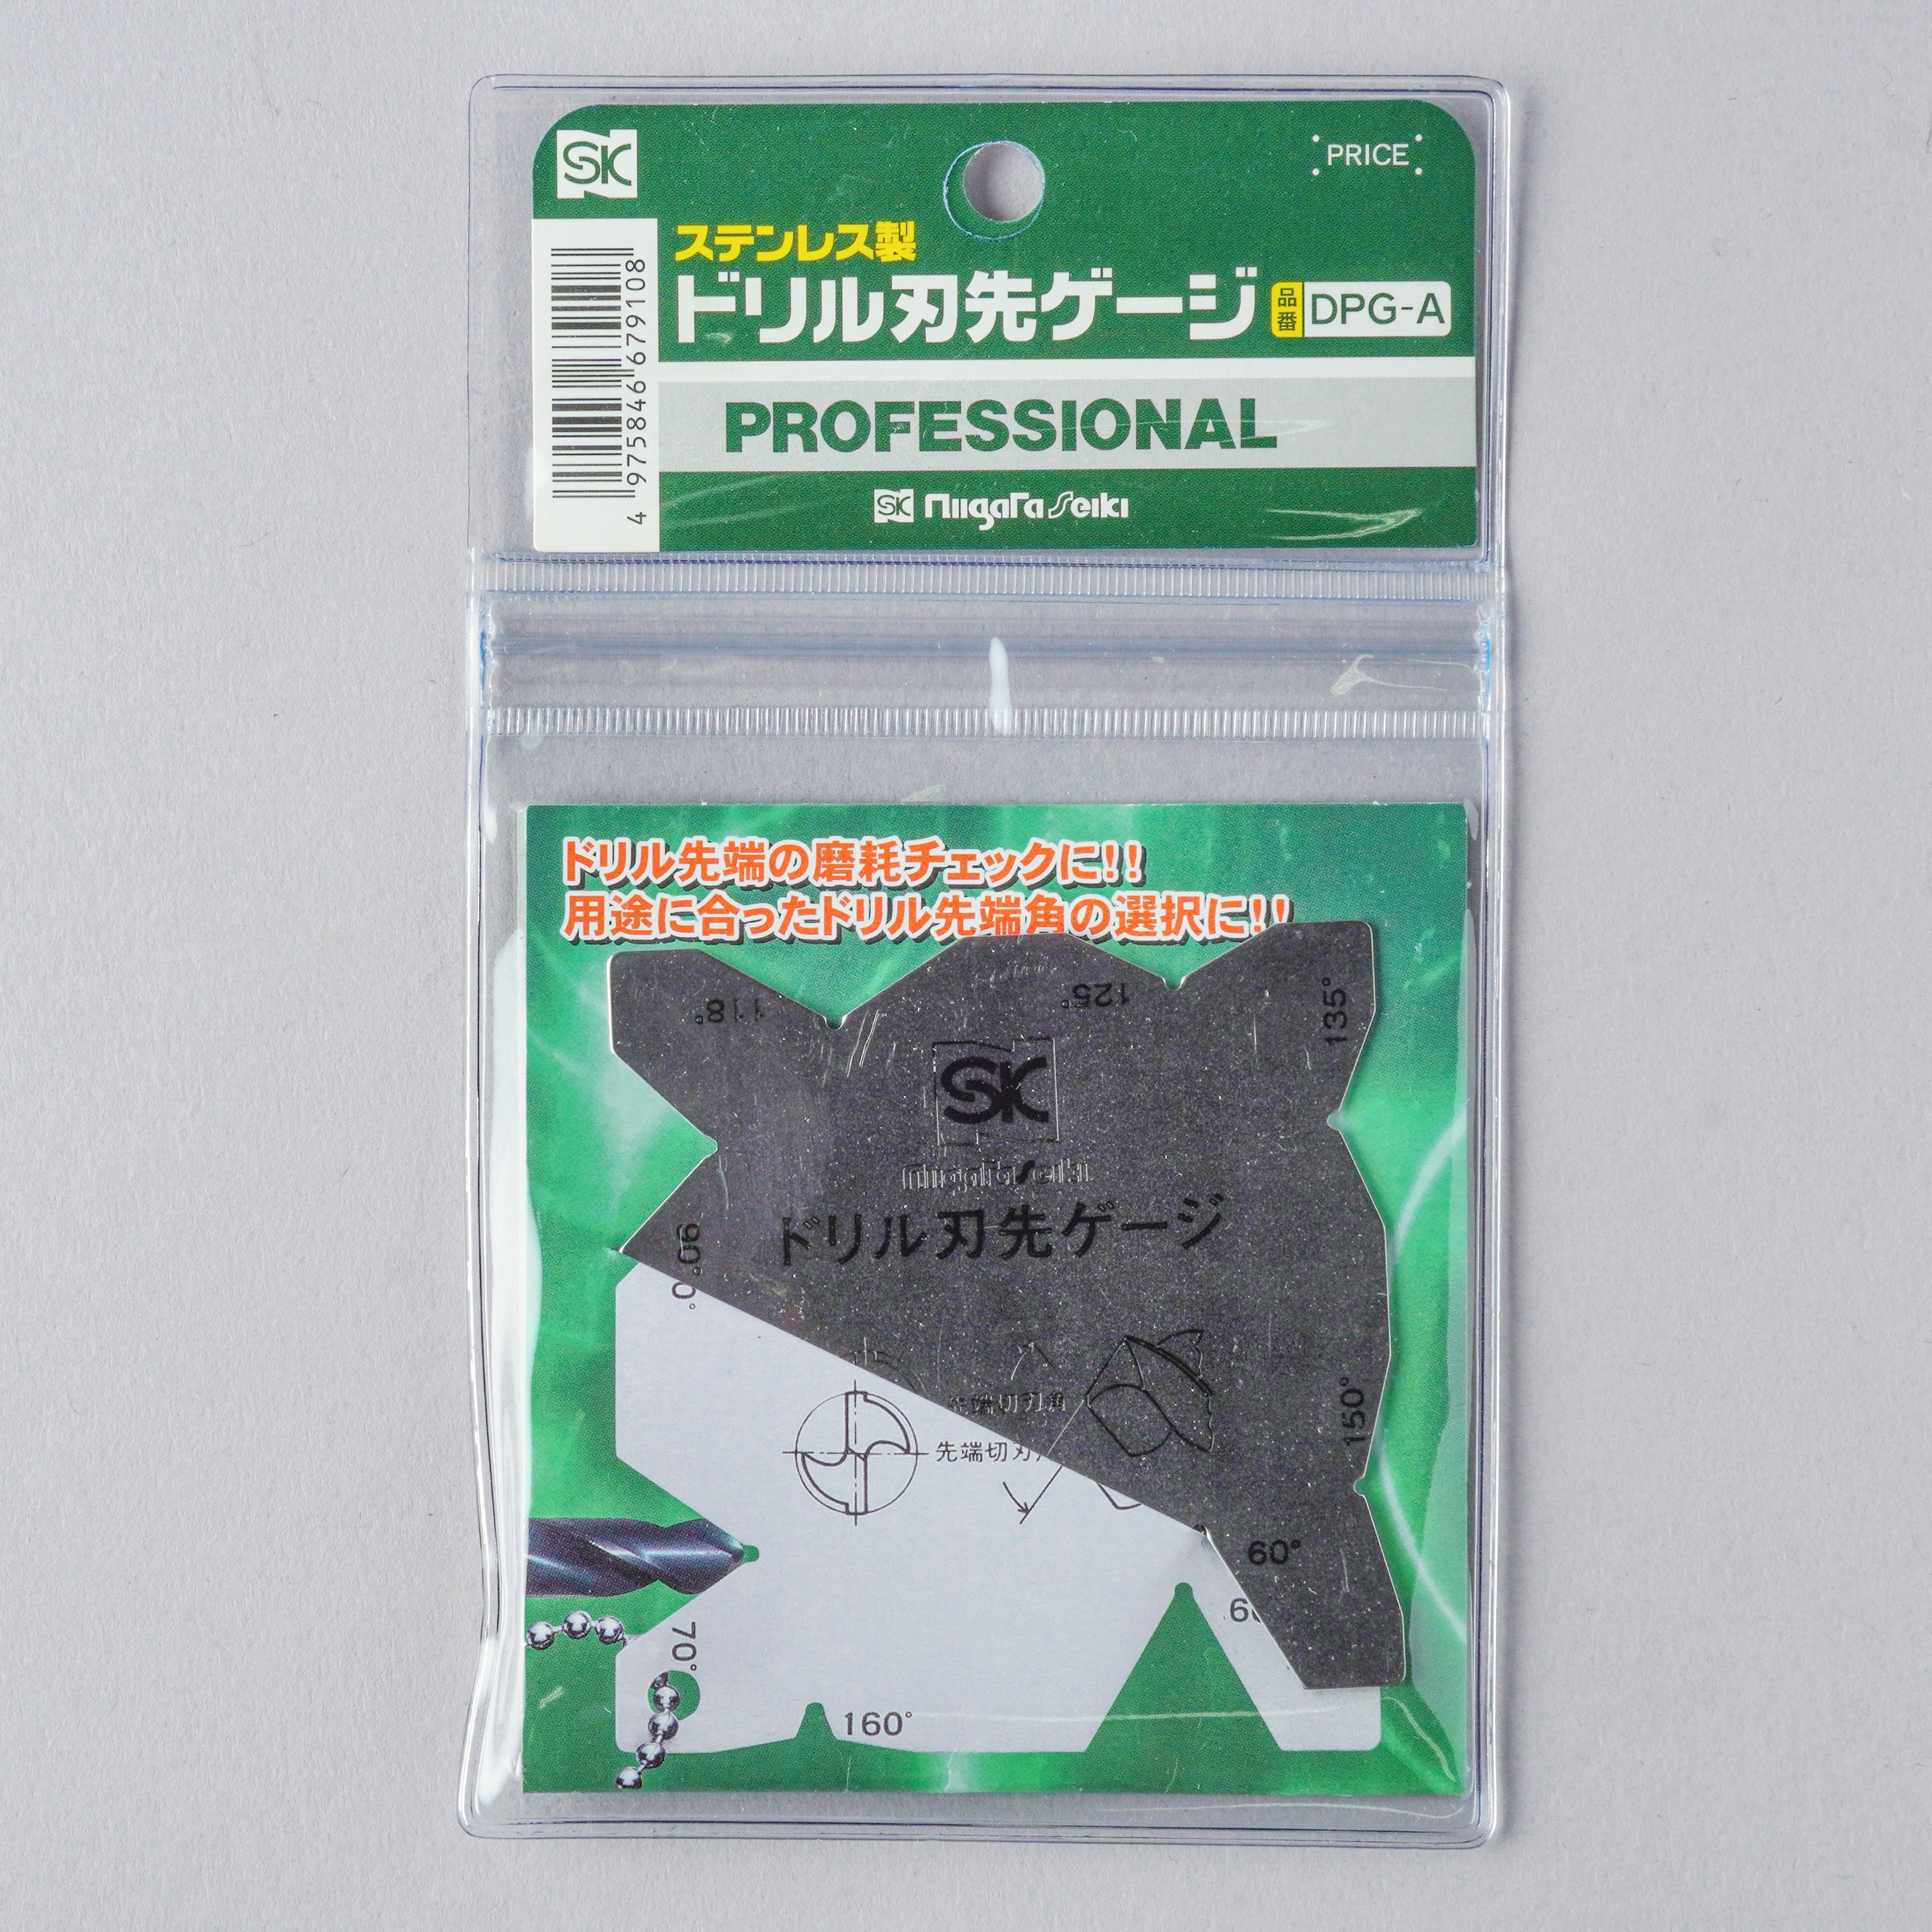 SK
PRICE
ステンレス製
ドリル刃先ゲージ 品番 DPG-A
PROFESSIONAL
SK Niigata Seiki
4 975846 679108
ドリル先端の磨耗チェックに!!
用途に合ったドリル先端角の選択に!!
118°
125°
135°
SK
Niigata Seiki
ドリル刃先ゲージ
90°
0°
先端切刃角
先端切刃
150°
60°
6
70°
160°